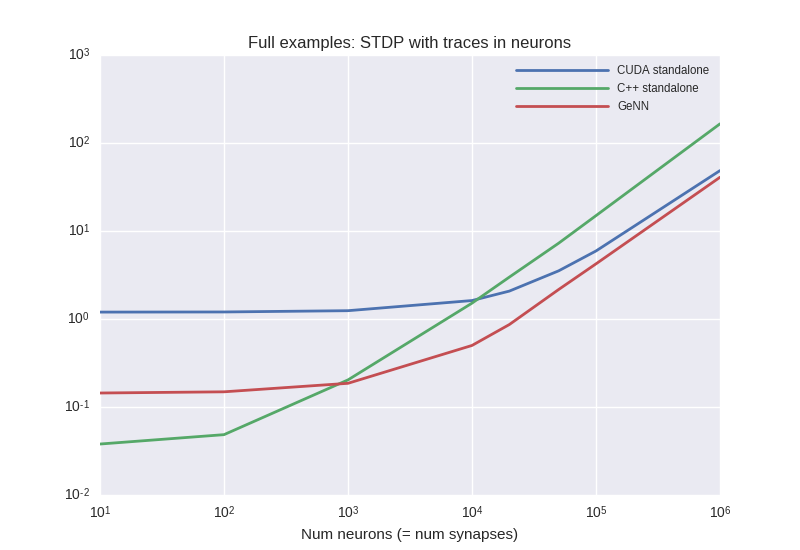 Full examples: STDP with traces in neurons
10³
CUDA standalone
C++ standalone
GeNN
10²
10¹
10⁰
10⁻¹
10⁻²
10¹ 10² 10³ 10⁴ 10⁵ 10⁶
Num neurons (= num synapses)